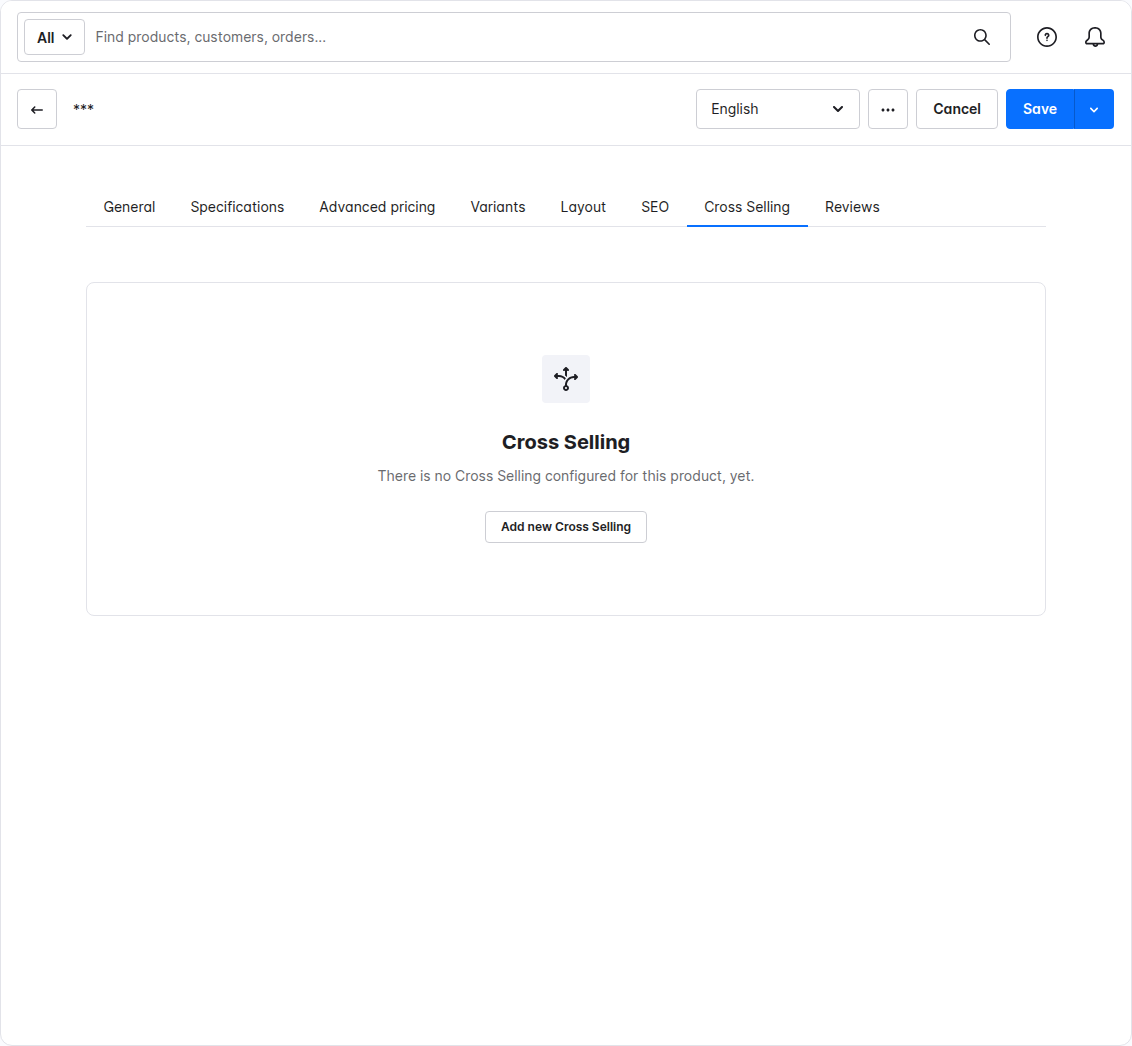 All
Find products, customers, orders...
***
English
Cancel
Save
General
Specifications
Advanced pricing
Variants
Layout
SEO
Cross Selling
Reviews
Cross Selling
There is no Cross Selling configured for this product, yet.
Add new Cross Selling